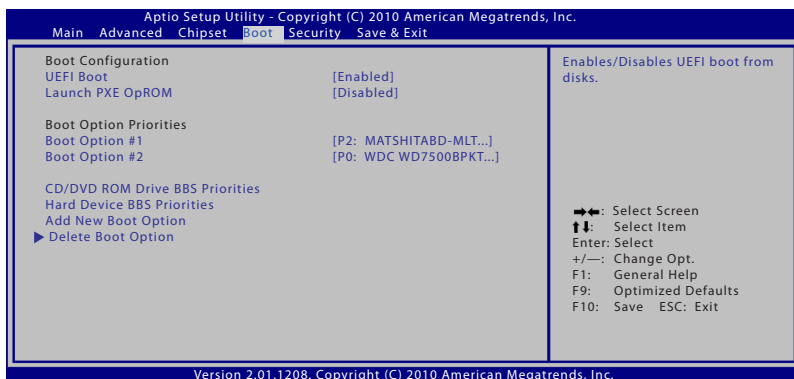 Aptio Setup Utility - Copyright (C) 2010 American Megatrends, Inc.
Main Advanced Chipset Boot Security Save & Exit
Boot Configuration
UEFI Boot [Enabled]
Launch PXE OpROM [Disabled]
Boot Option Priorities
Boot Option #1 [P2: MATSHITABD-MLT...]
Boot Option #2 [P0: WDC WD7500BPKT...]
CD/DVD ROM Drive BBS Priorities
Hard Device BBS Priorities
Add New Boot Option
Delete Boot Option
Enables/Disables UEFI boot from
disks.
→←: Select Screen
↑↓: Select Item
Enter: Select
+/—: Change Opt.
F1: General Help
F9: Optimized Defaults
F10: Save ESC: Exit
Version 2.01.1208. Copyright (C) 2010 American Megatrends, Inc.